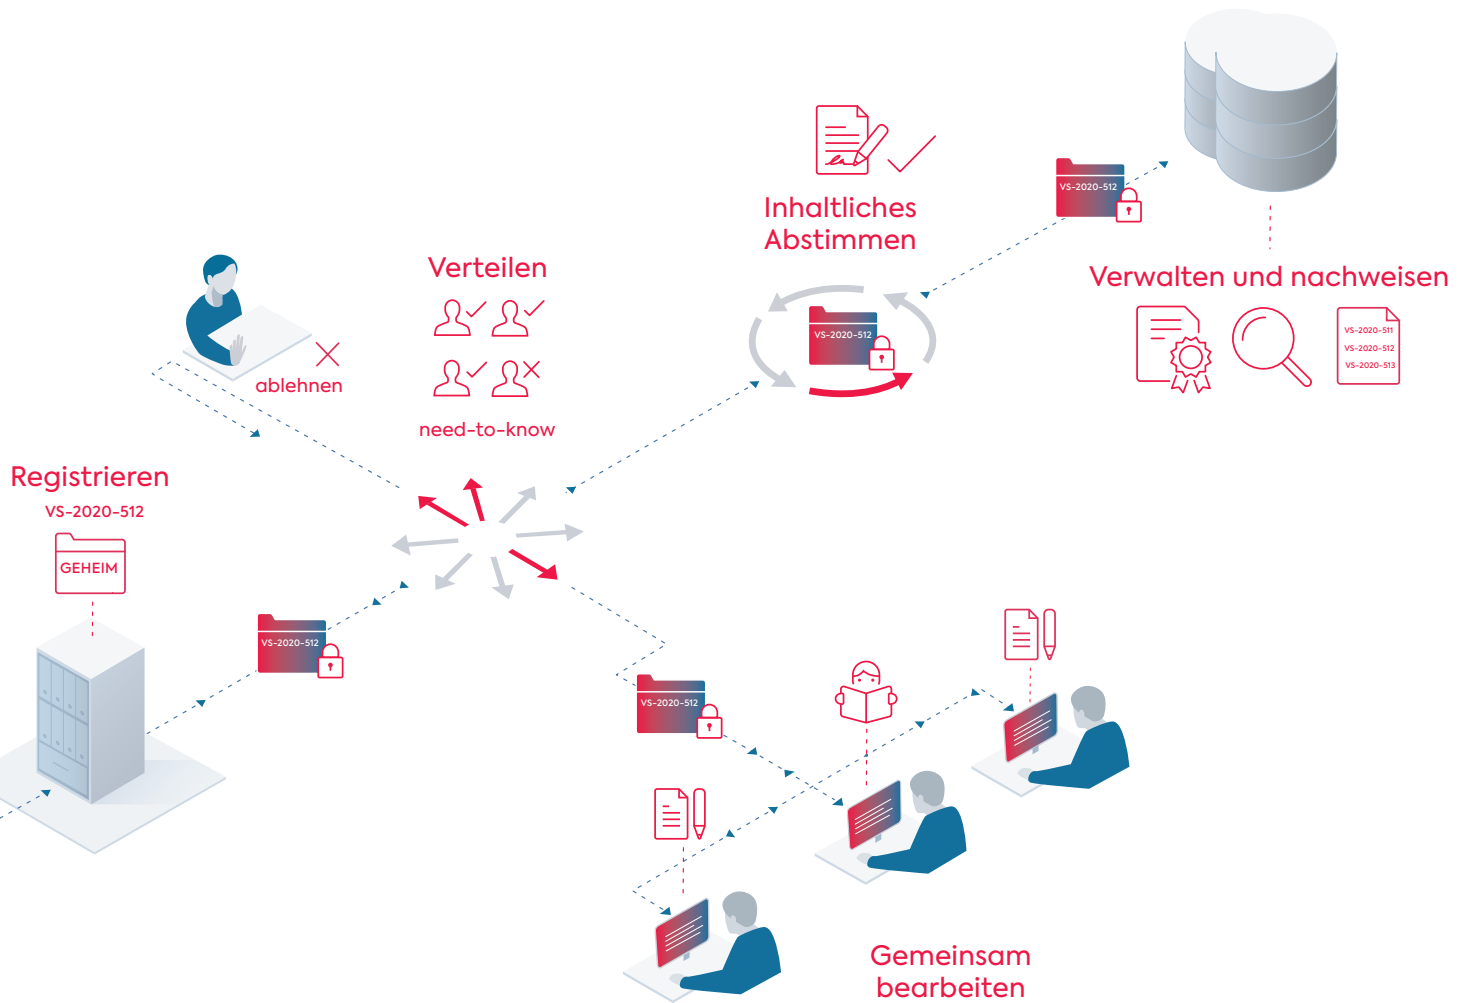 Registrieren
VS-2020-512
GEHEIM
VS-2020-512
ablehnen
Verteilen
need-to-know
Inhaltliches
Abstimmen
VS-2020-512
VS-2020-512
Verwalten und nachweisen
VS-2020-511
VS-2020-512
VS-2020-513
VS-2020-512
Gemeinsam
bearbeiten